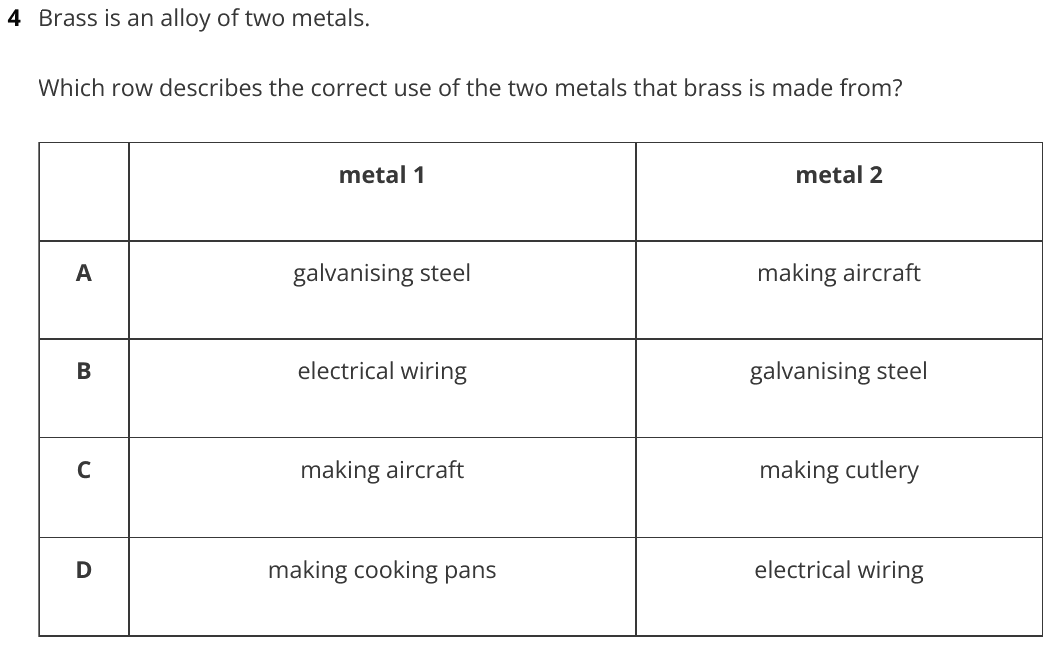 4 Brass is an alloy of two metals.
Which row describes the correct use of the two metals that brass is made from?
metal 1 metal 2
A galvanising steel making aircraft
B electrical wiring galvanising steel
C making aircraft making cutlery
D making cooking pans electrical wiring